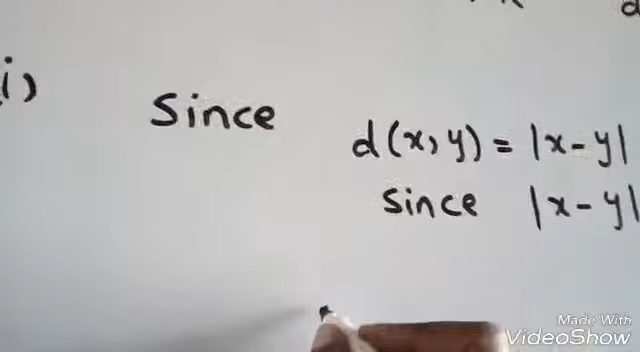 i) Since
d(x,y) = |x-y|
since |x-y|
Made With
VideoShow